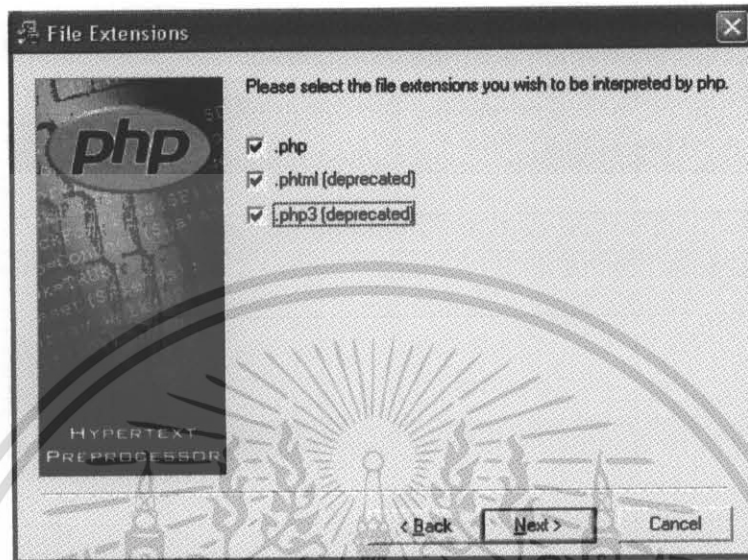 File Extensions
Please select the file extensions you wish to be interpreted by php.
php
.php
.phtml (deprecated)
.php3 (deprecated)
HYPERTEXT
PREPROCESSOR
< Back
Next >
Cancel